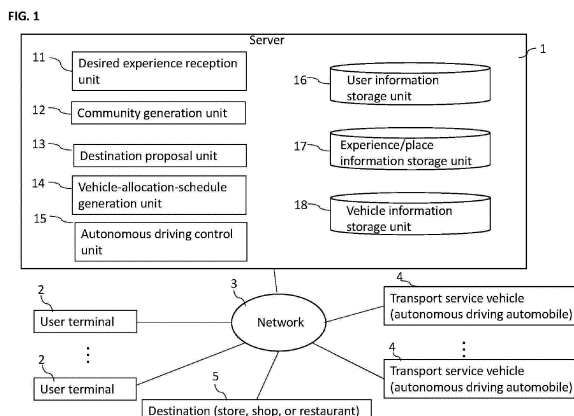 FIG. 1
Server
1
11
Desired experience reception
unit
12
Community generation unit
13
Destination proposal unit
14
Vehicle-allocation-schedule
generation unit
15
Autonomous driving control
unit
16
User information
storage unit
17
Experience/place
information storage unit
18
Vehicle information
storage unit
2
User terminal
2
User terminal
3
Network
4
Transport service vehicle
(autonomous driving automobile)
4
Transport service vehicle
(autonomous driving automobile)
5
Destination (store, shop, or restaurant)